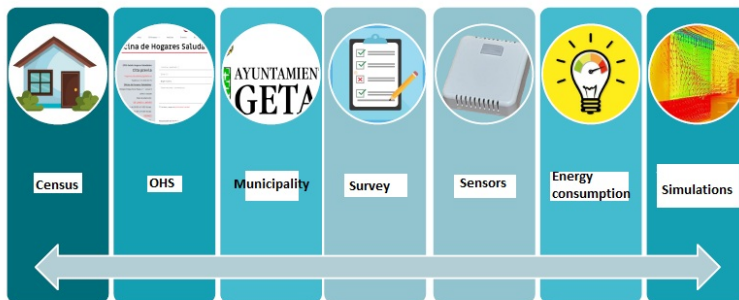 cina de Hogares Saluda
AYUNTAMIEN
GETA
Census
OHS
Municipality
Survey
Sensors
Energy
consumption
Simulations